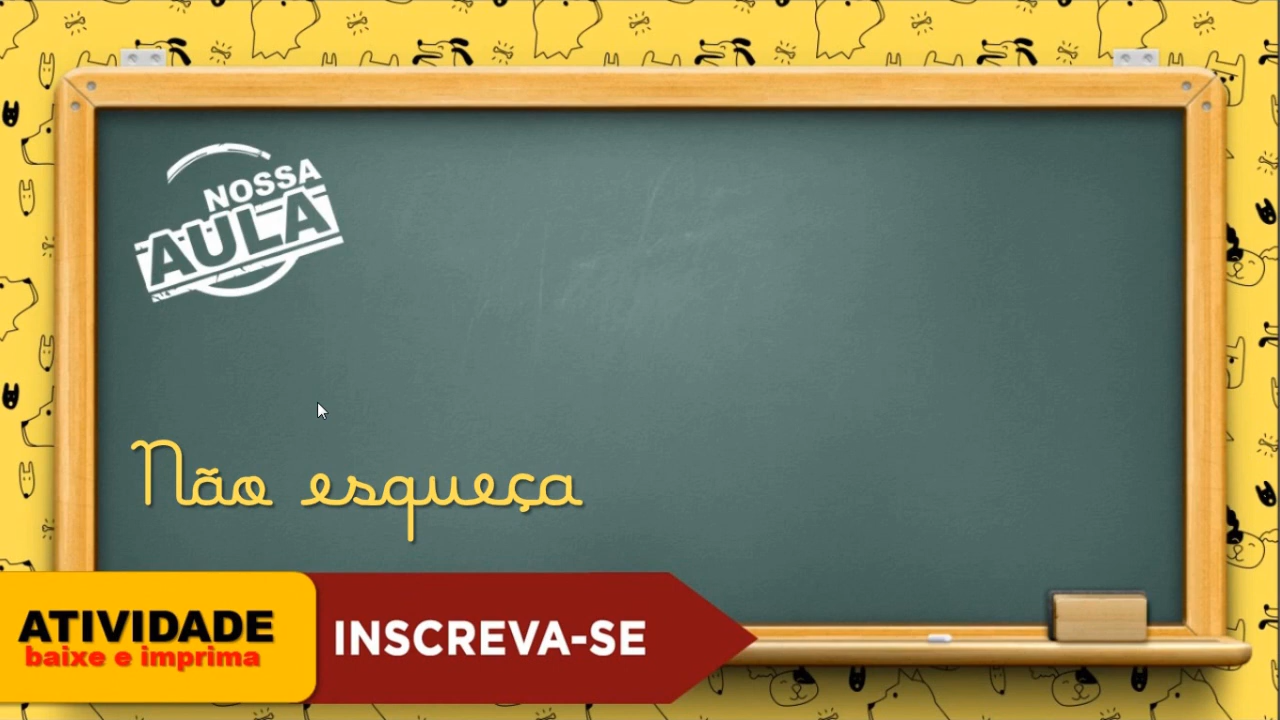 NOSSA
AULA
Não esqueça
ATIVIDADE
baixe e imprima
INSCREVA-SE